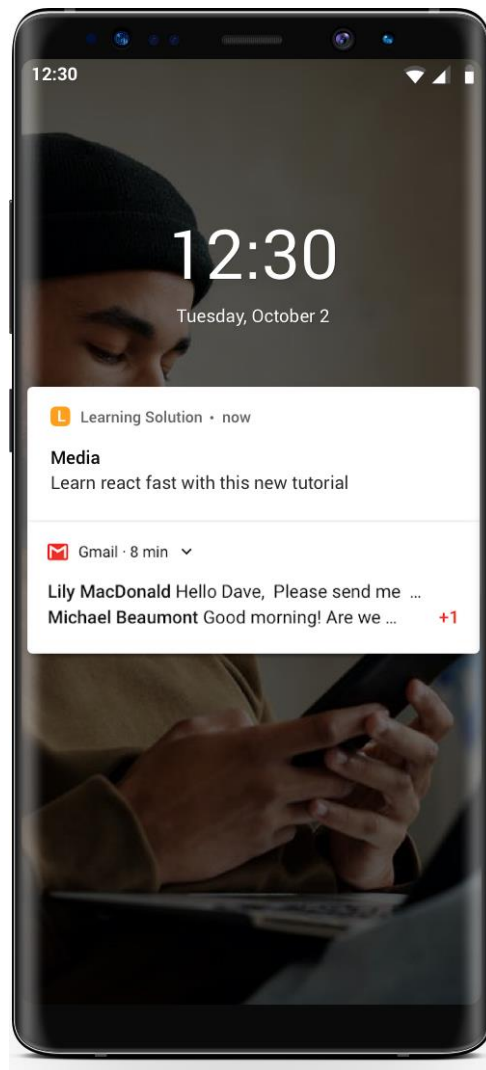 12:30
12:30
Tuesday, October 2
L Learning Solution • now
Media
Learn react fast with this new tutorial
Gmail · 8 min
Lily MacDonald Hello Dave, Please send me ...
Michael Beaumont Good morning! Are we ... +1